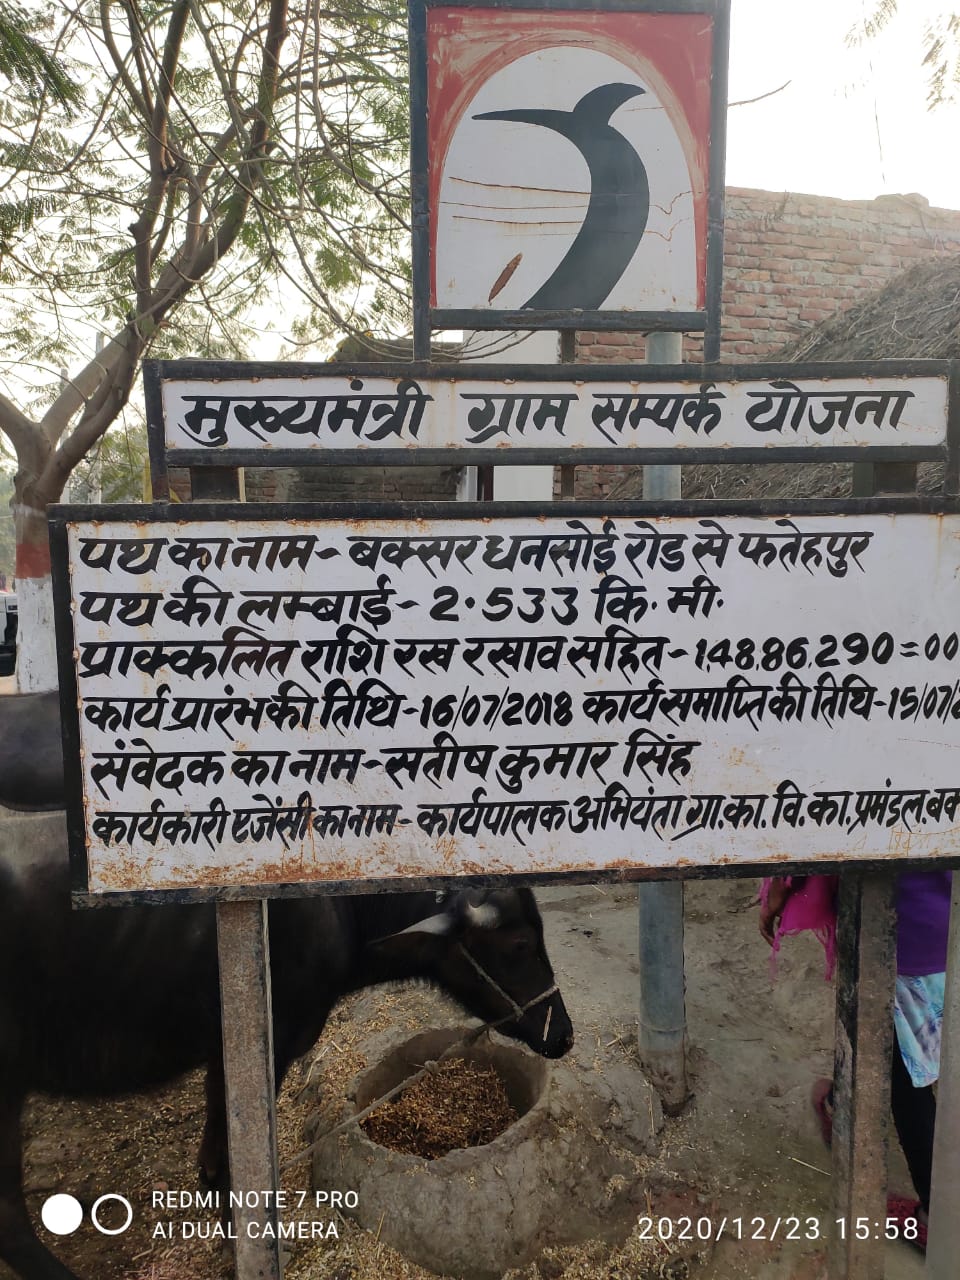 मुख्यमंत्री ग्राम सम्पर्क योजना
पथ का नाम- बक्सर धनसोई रोड से फतेहपुर
पथ की लम्बाई- 2.533 कि. मी.
प्राक्कलित राशि रख रखाव सहित- 1,48,86,290=00
कार्य प्रारंभ की तिथि-16/07/2018 कार्य समाप्ति की तिथि-15/07/2
संवेदक का नाम-सतीष कुमार सिंह
कार्यकारी एजेंसी का नाम- कार्यपालक अभियंता ग्रा.का. वि. का. प्रमंडल. बक
REDMI NOTE 7 PRO
AI DUAL CAMERA
2020/12/23 15:58